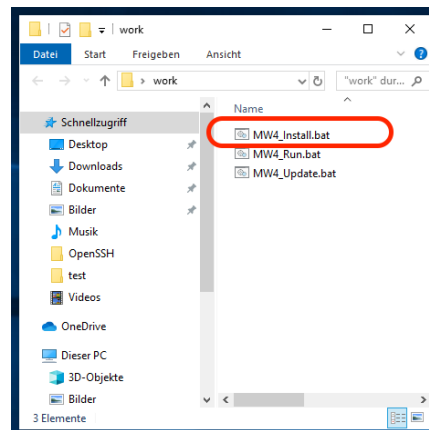 work
Datei Start Freigeben Ansicht
work "work" dur...
Name
Schnellzugriff
MW4_Install.bat
Desktop
MW4_Run.bat
Downloads
MW4_Update.bat
Dokumente
Bilder
Musik
OpenSSH
test
Videos
OneDrive
Dieser PC
3D-Objekte
Bilder
3 Elemente